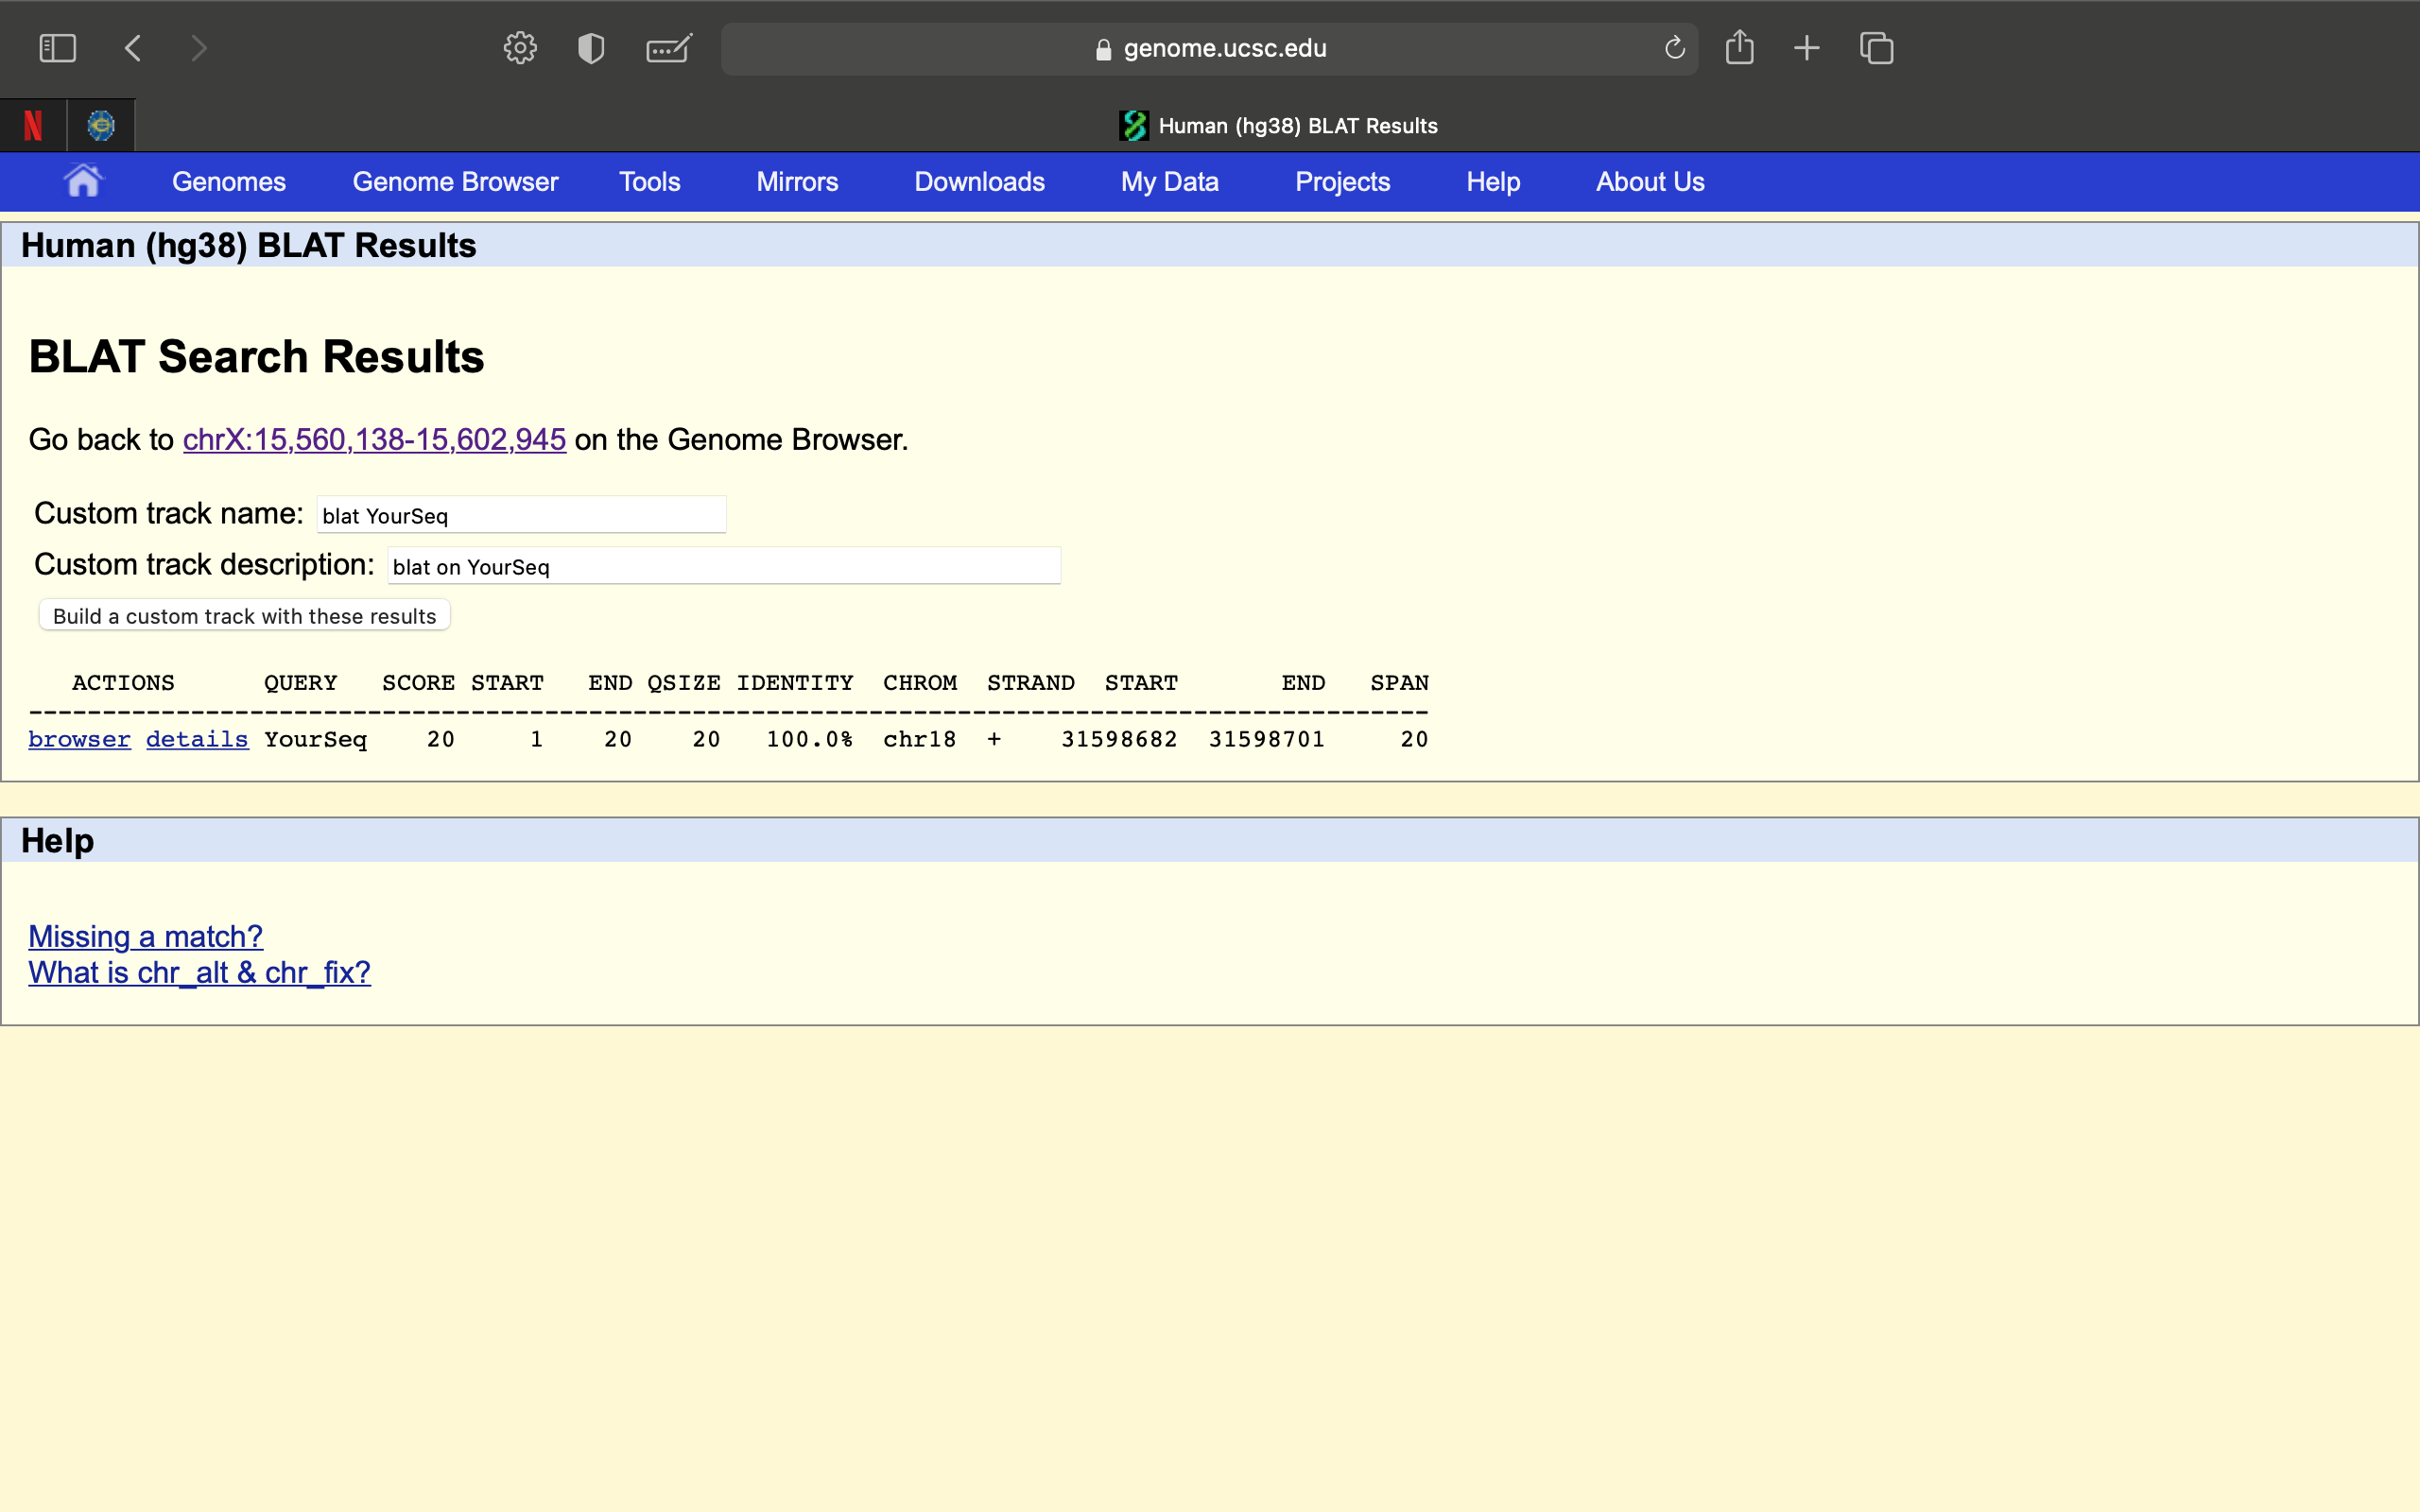 genome.ucsc.edu
N
Human (hg38) BLAT Results
Genomes Genome Browser Tools Mirrors Downloads My Data Projects Help About Us
Human (hg38) BLAT Results
BLAT Search Results
Go back to chrX:15,560,138-15,602,945 on the Genome Browser.
Custom track name: blat YourSeq
Custom track description: blat on YourSeq
Build a custom track with these results
ACTIONS QUERY SCORE START END QSIZE IDENTITY CHROM STRAND START END SPAN
---------------------------------------------------------------------------------------------------
browser details YourSeq 20 1 20 20 100.0% chr18 + 31598682 31598701 20
Help
Missing a match?
What is chr_alt & chr_fix?